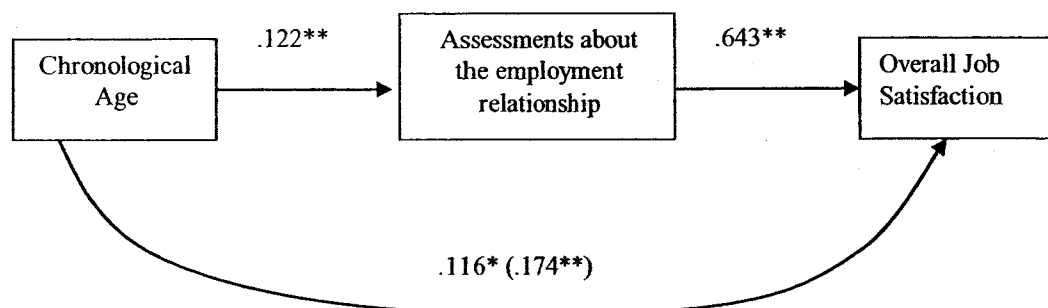 .122**
Assessments about
the employment
relationship
.643**
Chronological
Age
Overall Job
Satisfaction
.116* (.174**)